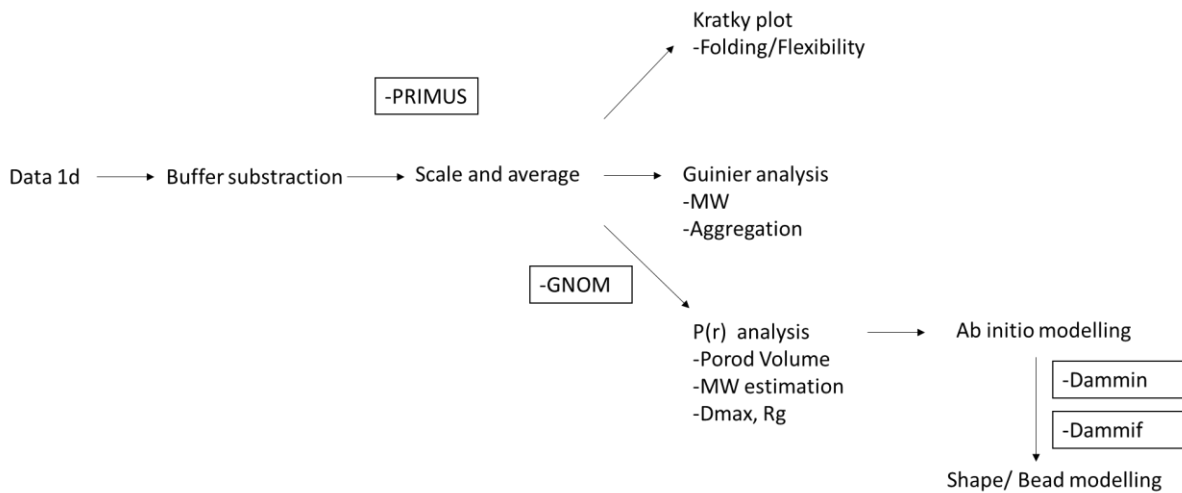 Kratky plot
-Folding/Flexibility
-PRIMUS
Data 1d
Buffer substraction
Scale and average
Guinier analysis
-MW
-Aggregation
-GNOM
P(r) analysis
-Porod Volume
-MW estimation
-Dmax, Rg
Ab initio modelling
-Dammin
-Dammif
Shape/ Bead modelling